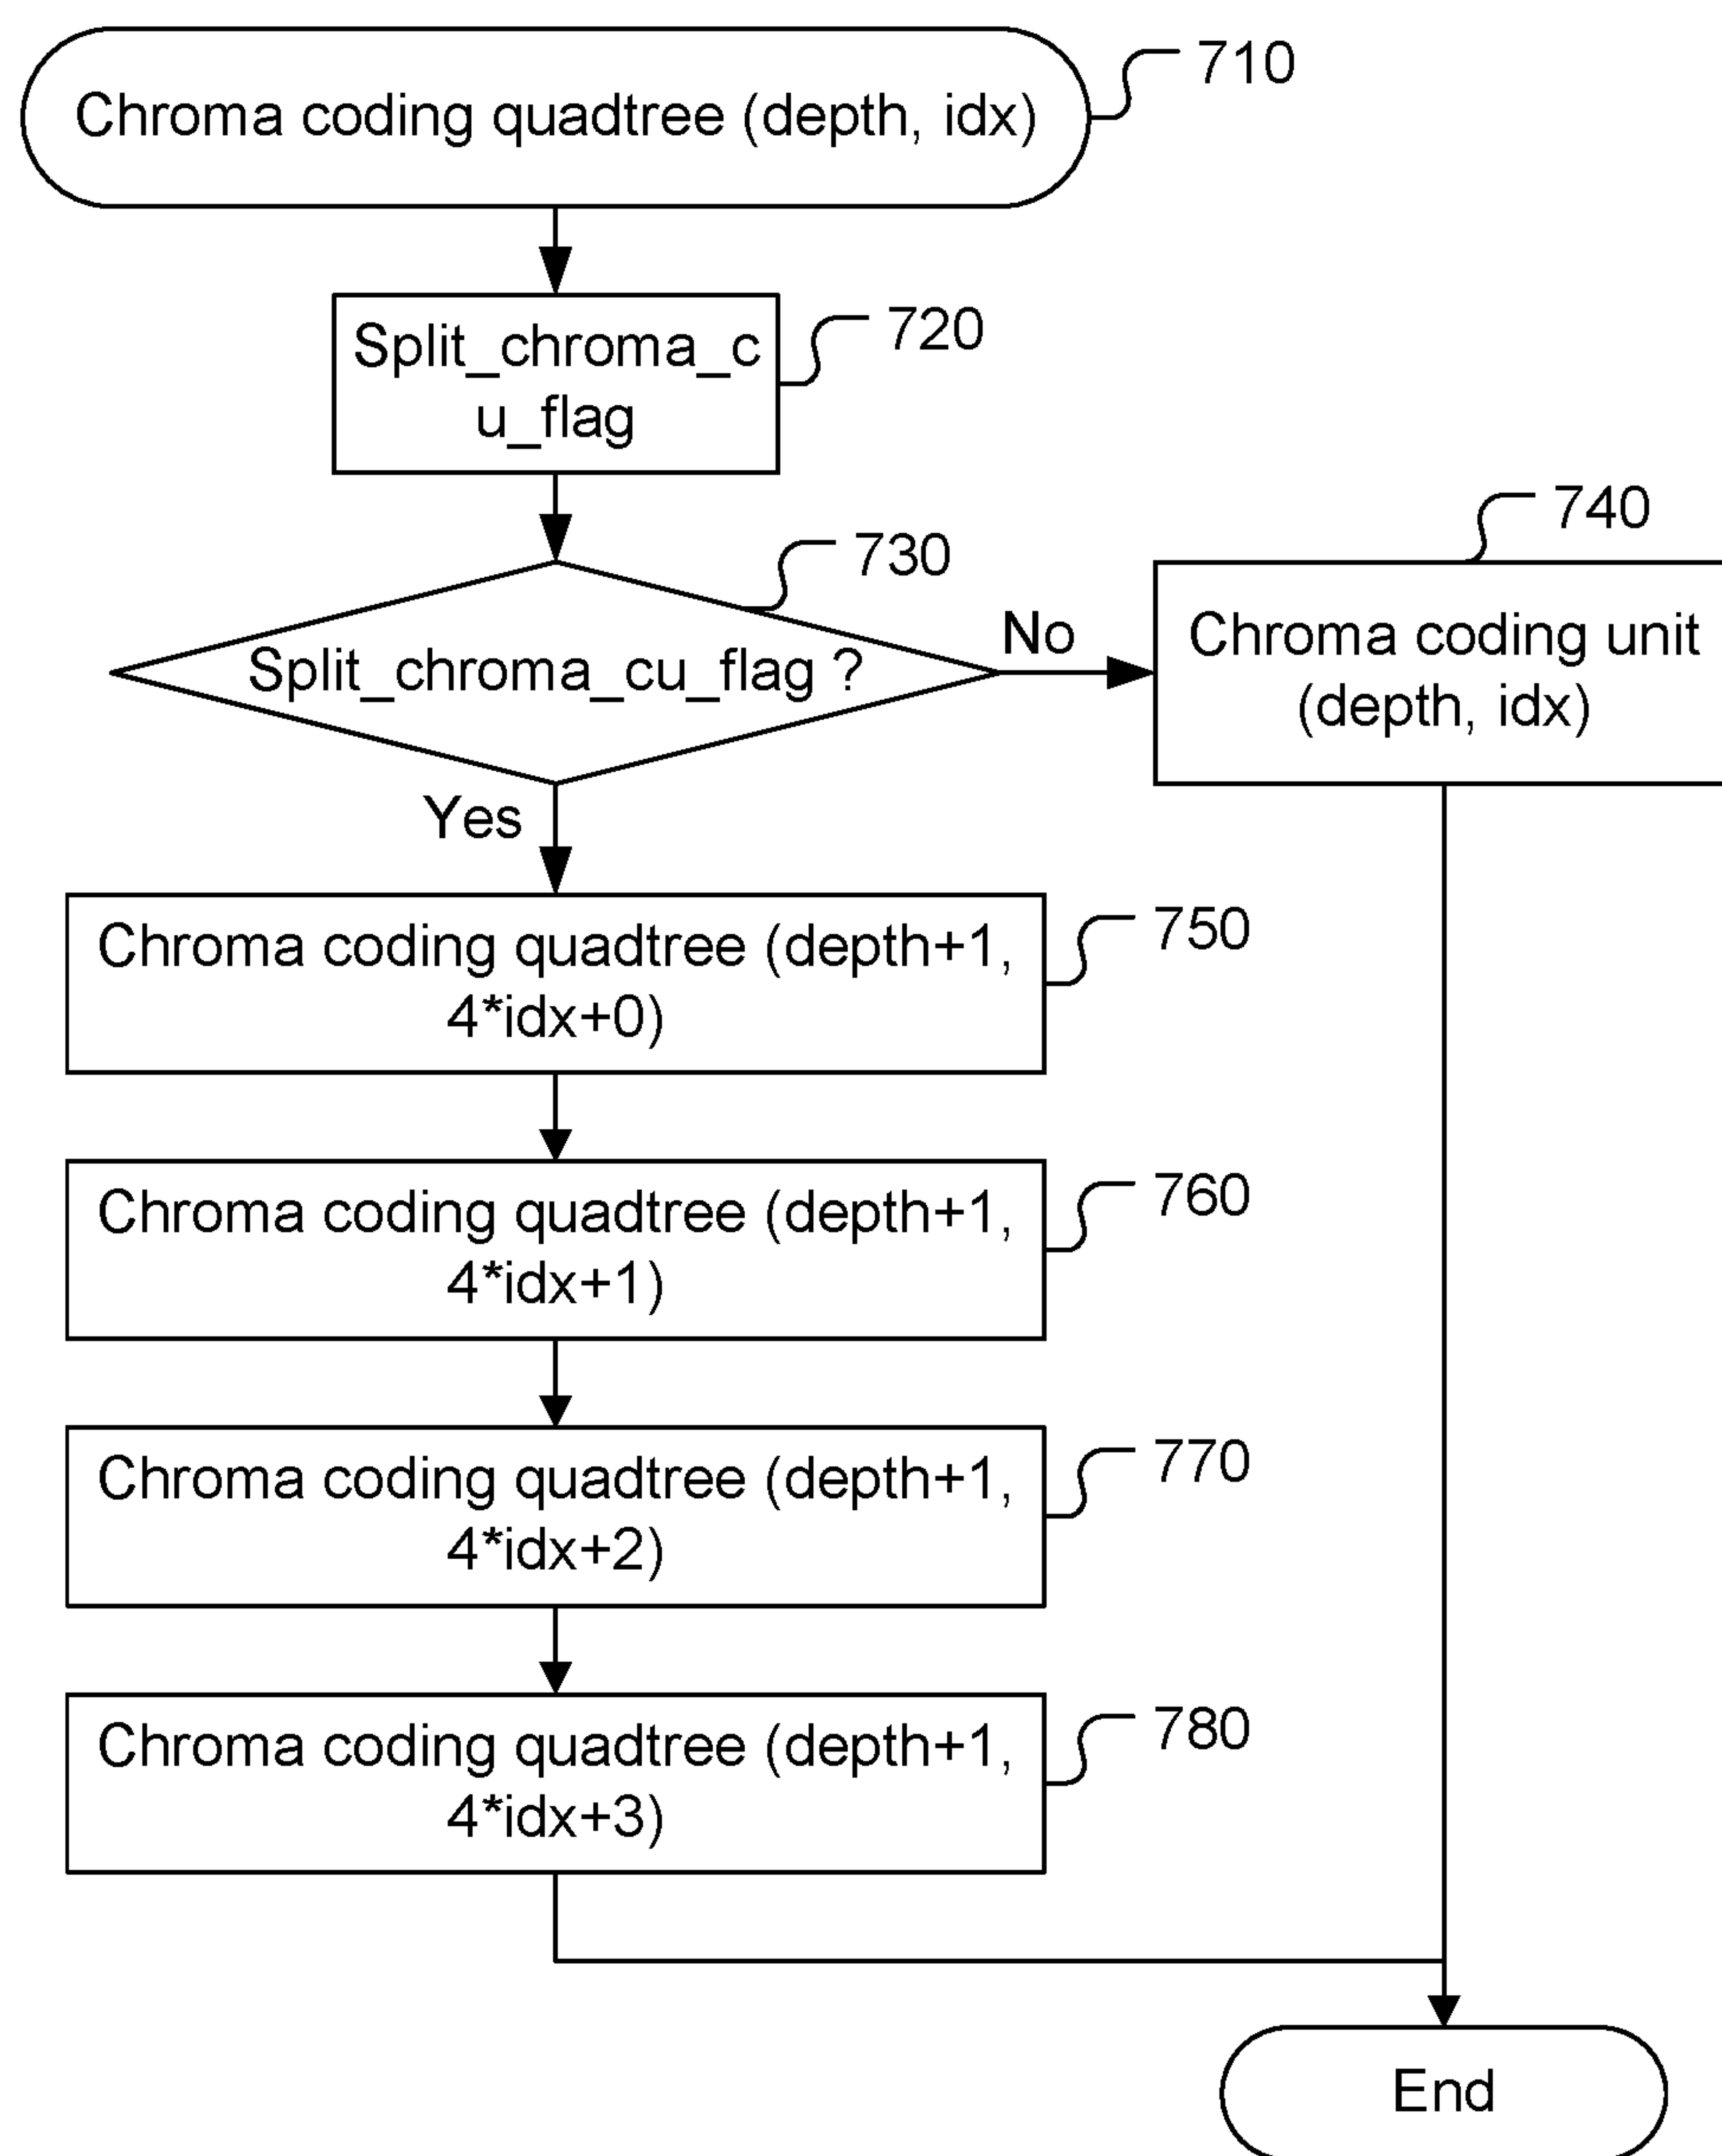 Chroma coding quadtree (depth, idx)
710
Split_chroma_c
u_flag
720
730
Split_chroma_cu_flag ?
No
740
Chroma coding unit
(depth, idx)
Yes
Chroma coding quadtree (depth+1,
4*idx+0)
750
Chroma coding quadtree (depth+1,
4*idx+1)
760
Chroma coding quadtree (depth+1,
4*idx+2)
770
Chroma coding quadtree (depth+1,
4*idx+3)
780
End